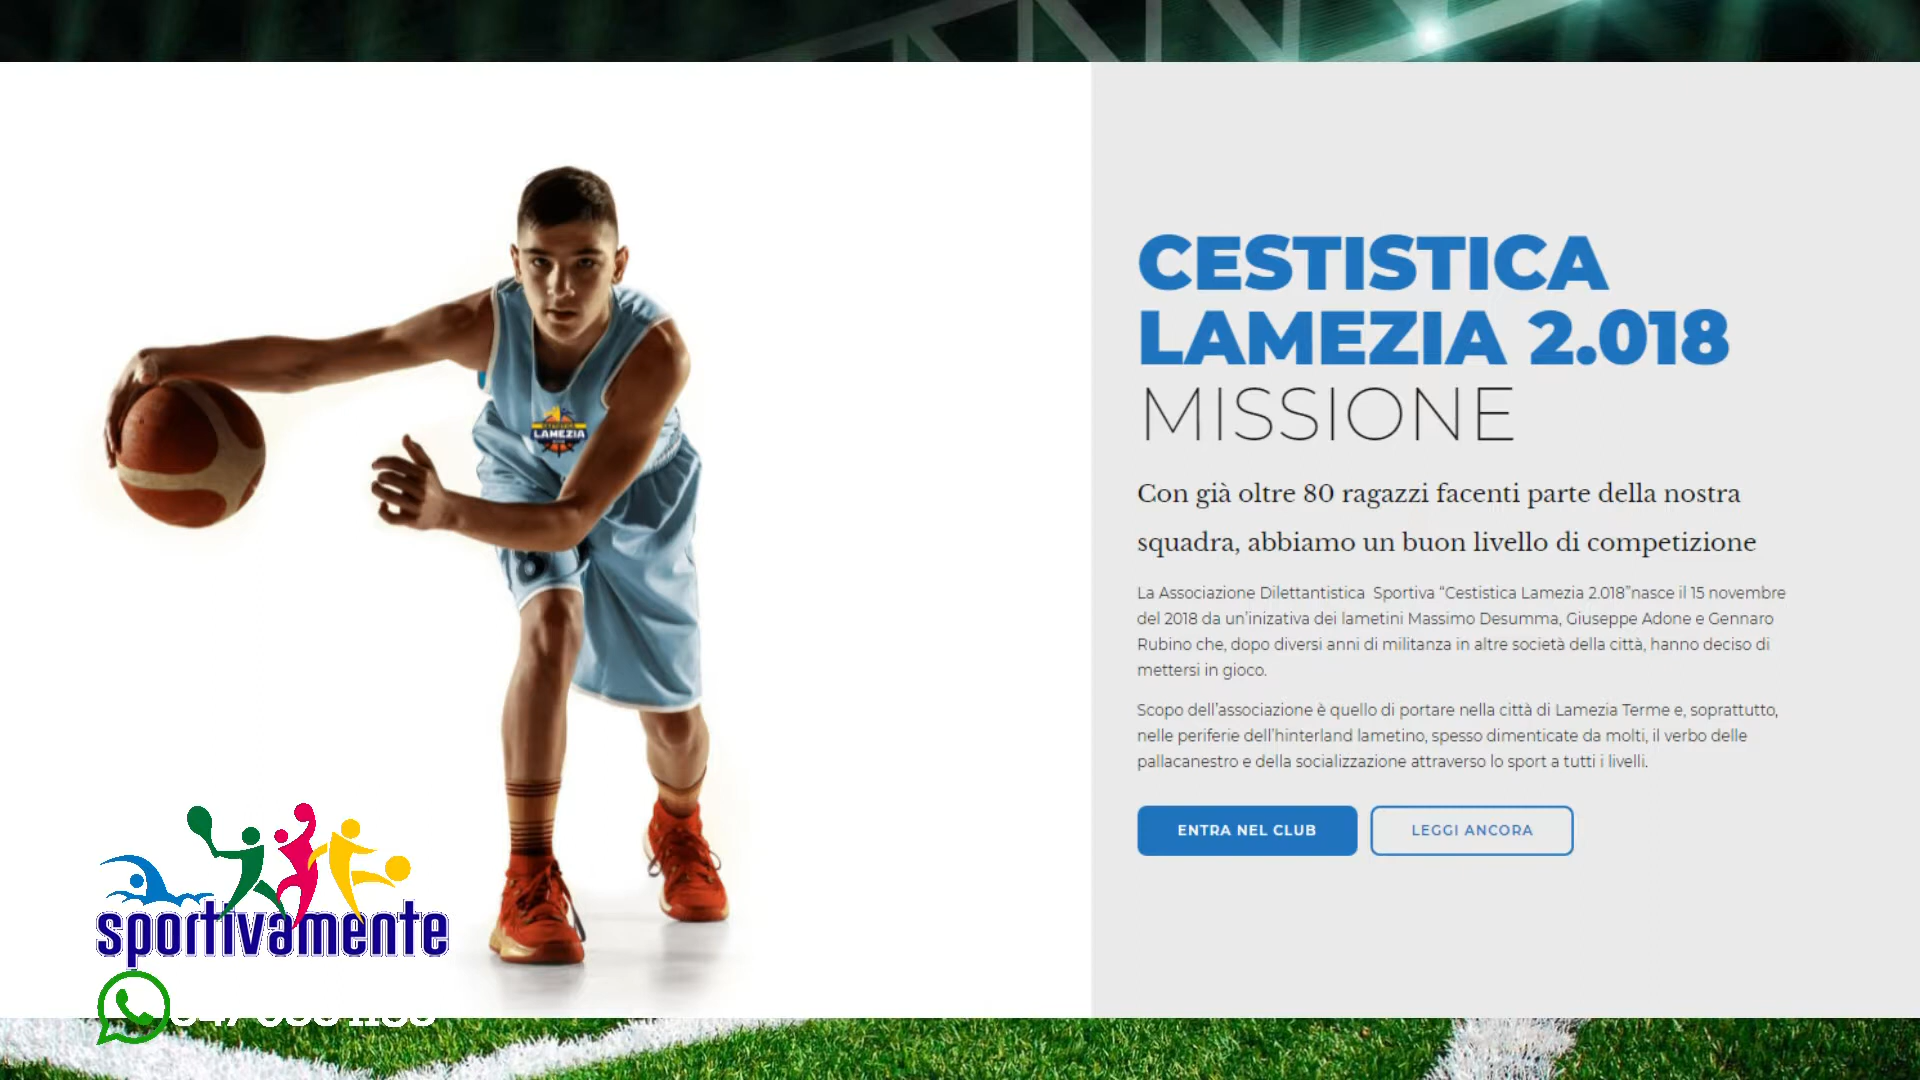 CESTISTICA
LAMEZIA 2.018
MISSIONE
Con già oltre 80 ragazzi facenti parte della nostra
squadra, abbiamo un buon livello di competizione
La Associazione Dilettantistica Sportiva “Cestistica Lamezia 2.018”nasce il 15 novembre
del 2018 da un’inizativa dei lametini Massimo Desumma, Giuseppe Adone e Gennaro
Rubino che, dopo diversi anni di militanza in altre società della città, hanno deciso di
mettersi in gioco.
Scopo dell’associazione è quello di portare nella città di Lamezia Terme e, soprattutto,
nelle periferie dell’hinterland lametino, spesso dimenticate da molti, il verbo delle
pallacanestro e della socializzazione attraverso lo sport a tutti i livelli.
ENTRA NEL CLUB
LEGGI ANCORA
LAMEZIA
8
sportivamente